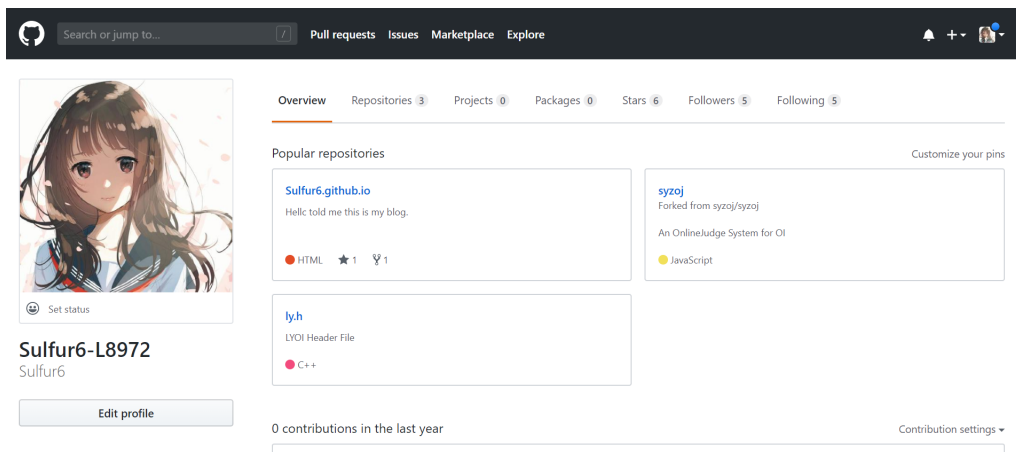 Search or jump to... / Pull requests Issues Marketplace Explore
Overview Repositories 3 Projects 0 Packages 0 Stars 6 Followers 5 Following 5
Popular repositories Customize your pins
Sulfur6.github.io
Hellc told me this is my blog.
HTML 1 1
syzoj
Forked from syzoj/syzoj
An OnlineJudge System for OI
JavaScript
ly.h
LYOI Header File
C++
Set status
Sulfur6-L8972
Sulfur6
Edit profile
0 contributions in the last year Contribution settings